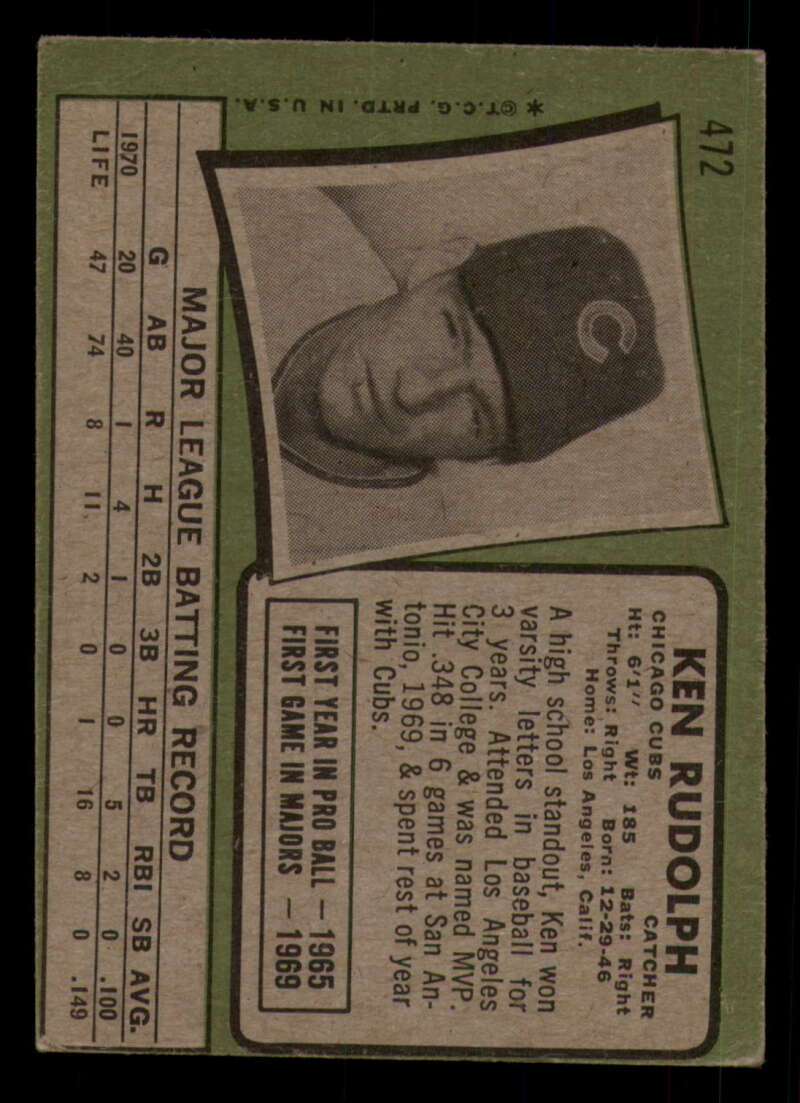 472
KEN RUDOLPH
CHICAGO CUBS CATCHER
Ht: 6'1" Wt: 185 Bats: Right
Throws: Right Born: 12-29-46
Home: Los Angeles, Calif.
A high school standout, Ken won
varsity letters in baseball for
3 years. Attended Los Angeles
City College & was named MVP.
Hit .348 in 6 games at San An-
tonio, 1969, & spent rest of year
with Cubs.
FIRST YEAR IN PRO BALL — 1965
FIRST GAME IN MAJORS — 1969
C
*©T.C.G. PRTD. IN U.S.A.
MAJOR LEAGUE BATTING RECORD
G AB R H 2B 3B HR TB RBI SB AVG.
1970 20 40 1 4 1 0 0 5 2 0 .100
LIFE 47 74 8 11 2 0 1 16 8 0 .149